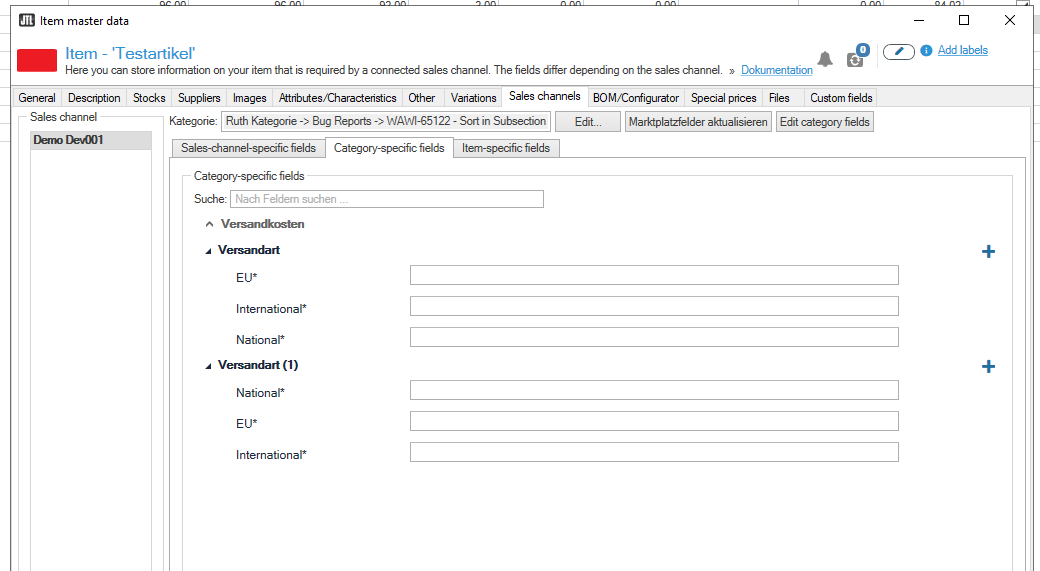 96.00 96.00 92.00 2.00 0.00 0.00 0.00 84.03
JTL Item master data
Item - 'Testartikel'
Here you can store information on your item that is required by a connected sales channel. The fields differ depending on the sales channel. » Dokumentation
0
Add labels
General Description Stocks Suppliers Images Attributes/Characteristics Other Variations Sales channels BOM/Configurator Special prices Files Custom fields
Sales channel
Demo Dev001
Kategorie: Ruth Kategorie -> Bug Reports -> WAWI-65122 - Sort in Subsection Edit... Marktplatzfelder aktualisieren Edit category fields
Sales-channel-specific fields Category-specific fields Item-specific fields
Category-specific fields
Suche: Nach Feldern suchen ...
Versandkosten
Versandart
EU*
International*
National*
Versandart (1)
National*
EU*
International*